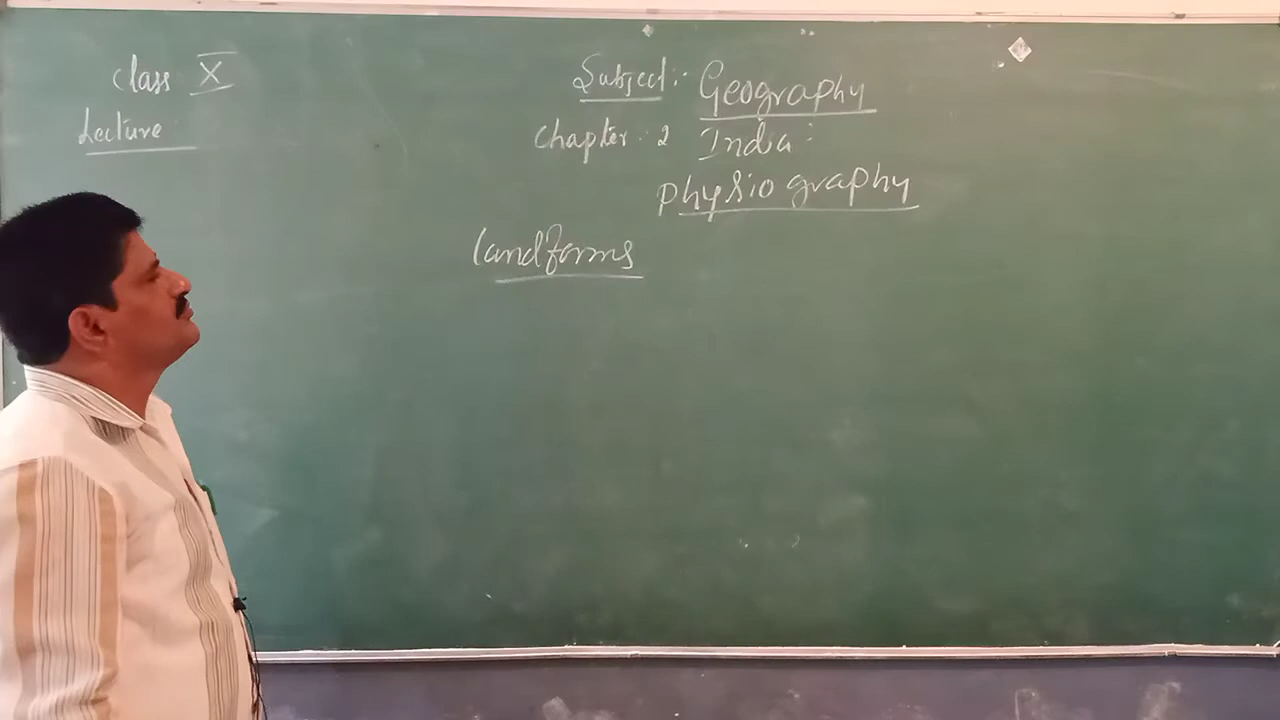 Class X
Lecture
Subject:- Geography
Chapter:- 2 India:
Physiography
landforms